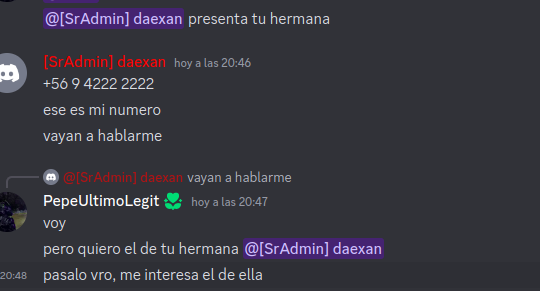 @[SrAdmin] daexan presenta tu hermana
[SrAdmin] daexan hoy a las 20:46
+56 9 4222 2222
ese es mi numero
vayan a hablarme
@[SrAdmin] daexan vayan a hablarme
PepeUltimoLegit hoy a las 20:47
voy
pero quiero el de tu hermana @[SrAdmin] daexan
20:48 pasalo vro, me interesa el de ella